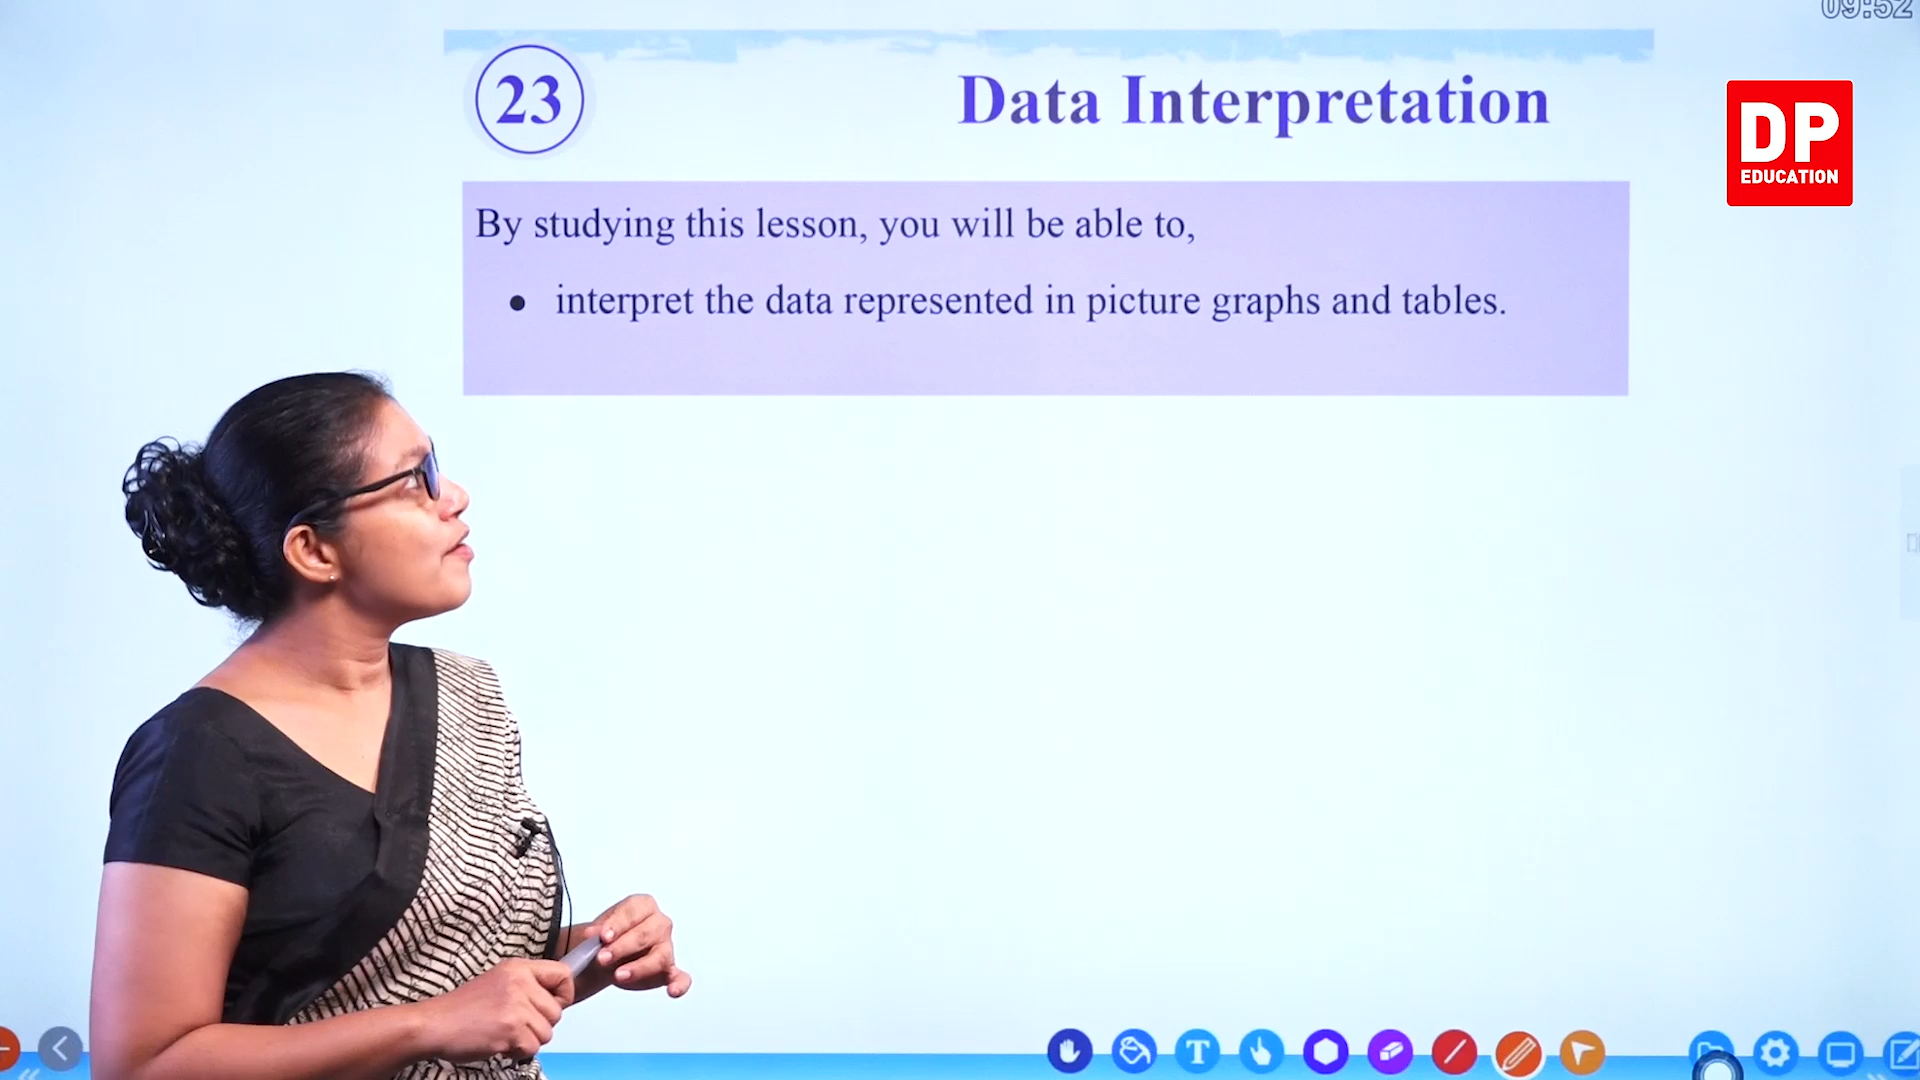 09:52
23
Data Interpretation
DP
EDUCATION
By studying this lesson, you will be able to,
• interpret the data represented in picture graphs and tables.
T